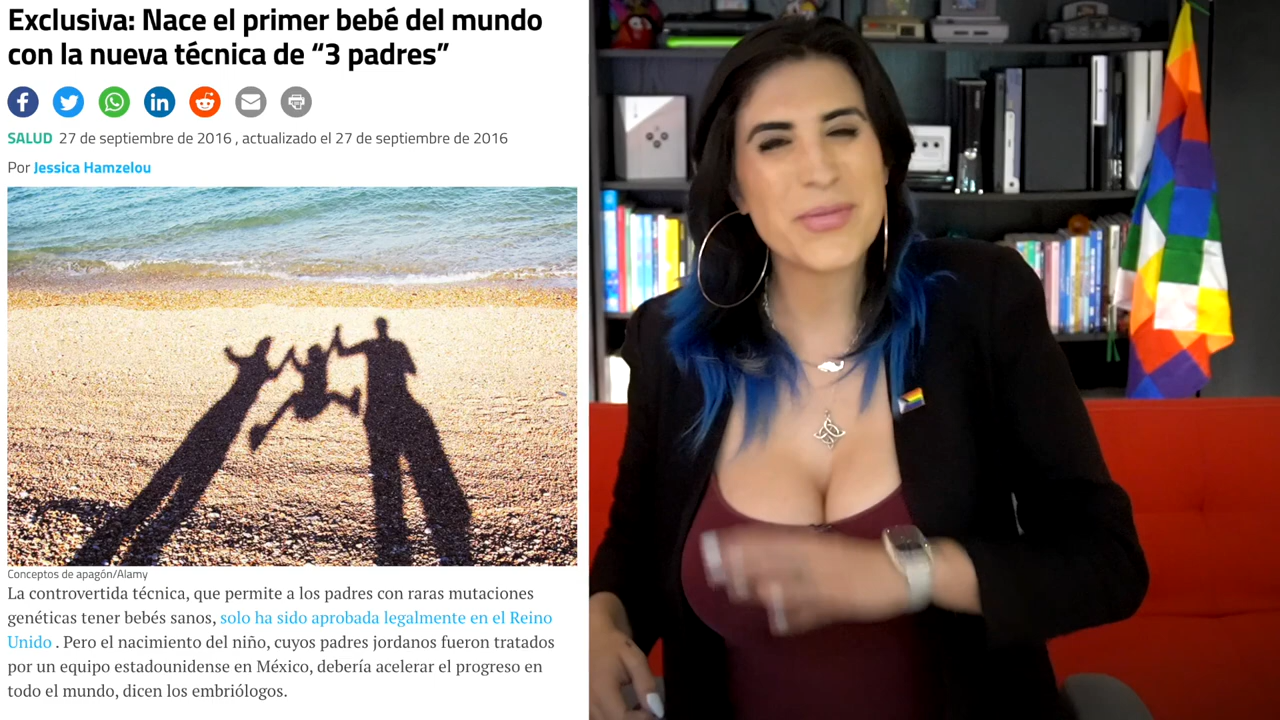 Exclusiva: Nace el primer bebé del mundo
con la nueva técnica de “3 padres”
SALUD 27 de septiembre de 2016 , actualizado el 27 de septiembre de 2016
Por Jessica Hamzelou
Conceptos de apagón/Alamy
La controvertida técnica, que permite a los padres con raras mutaciones
genéticas tener bebés sanos, solo ha sido aprobada legalmente en el Reino
Unido . Pero el nacimiento del niño, cuyos padres jordanos fueron tratados
por un equipo estadounidense en México, debería acelerar el progreso en
todo el mundo, dicen los embriólogos.